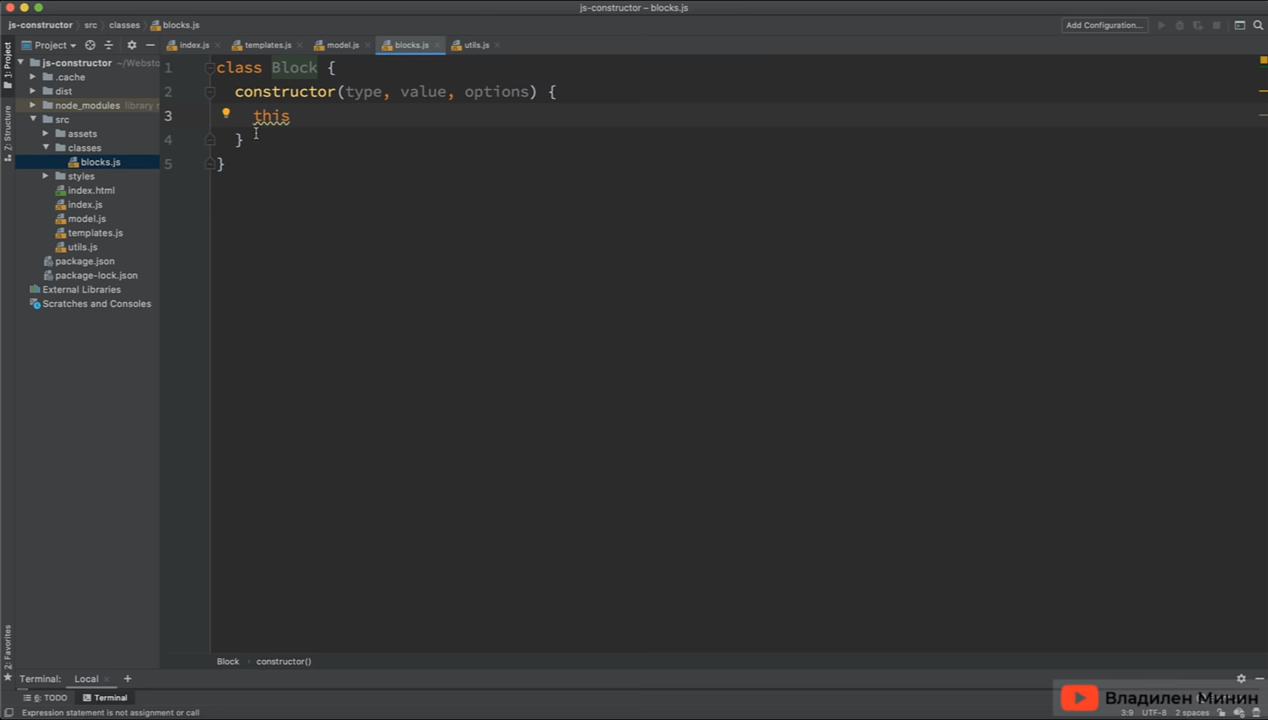 js-constructor – blocks.js
js-constructor › src › classes › blocks.js
Add Configuration...
1: Project
Project
index.js
templates.js
model.js
blocks.js
utils.js
js-constructor ~/Websto
.cache
dist
node_modules library r
src
assets
classes
blocks.js
styles
index.html
index.js
model.js
templates.js
utils.js
package.json
package-lock.json
External Libraries
Scratches and Consoles
7: Structure
2: Favorites
1 class Block {
2 constructor(type, value, options) {
3 this
4 }
5 }
Block › constructor()
Terminal: Local × +
6: TODO Terminal
Владилен Минин
Expression statement is not assignment or call
3:9 UTF-8 2 spaces